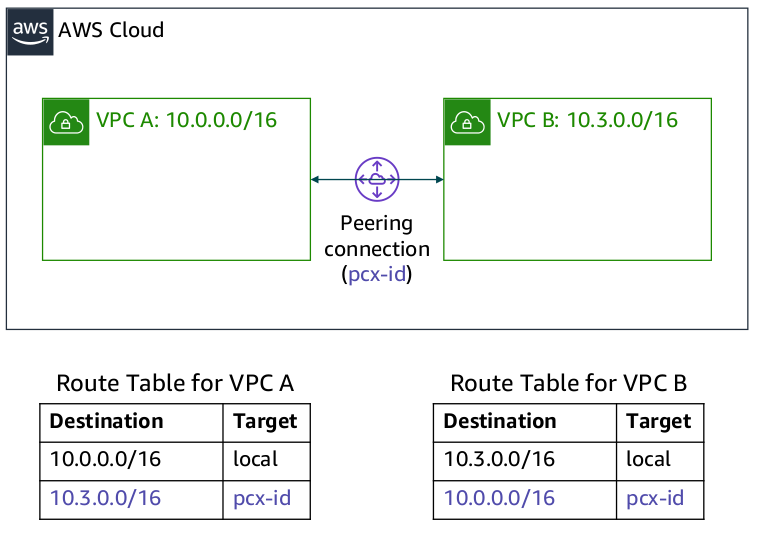 aws
AWS Cloud
VPC A: 10.0.0.0/16
VPC B: 10.3.0.0/16
Peering
connection
(pcx-id)
Route Table for VPC A
Destination Target
10.0.0.0/16 local
10.3.0.0/16 pcx-id
Route Table for VPC B
Destination Target
10.3.0.0/16 local
10.0.0.0/16 pcx-id